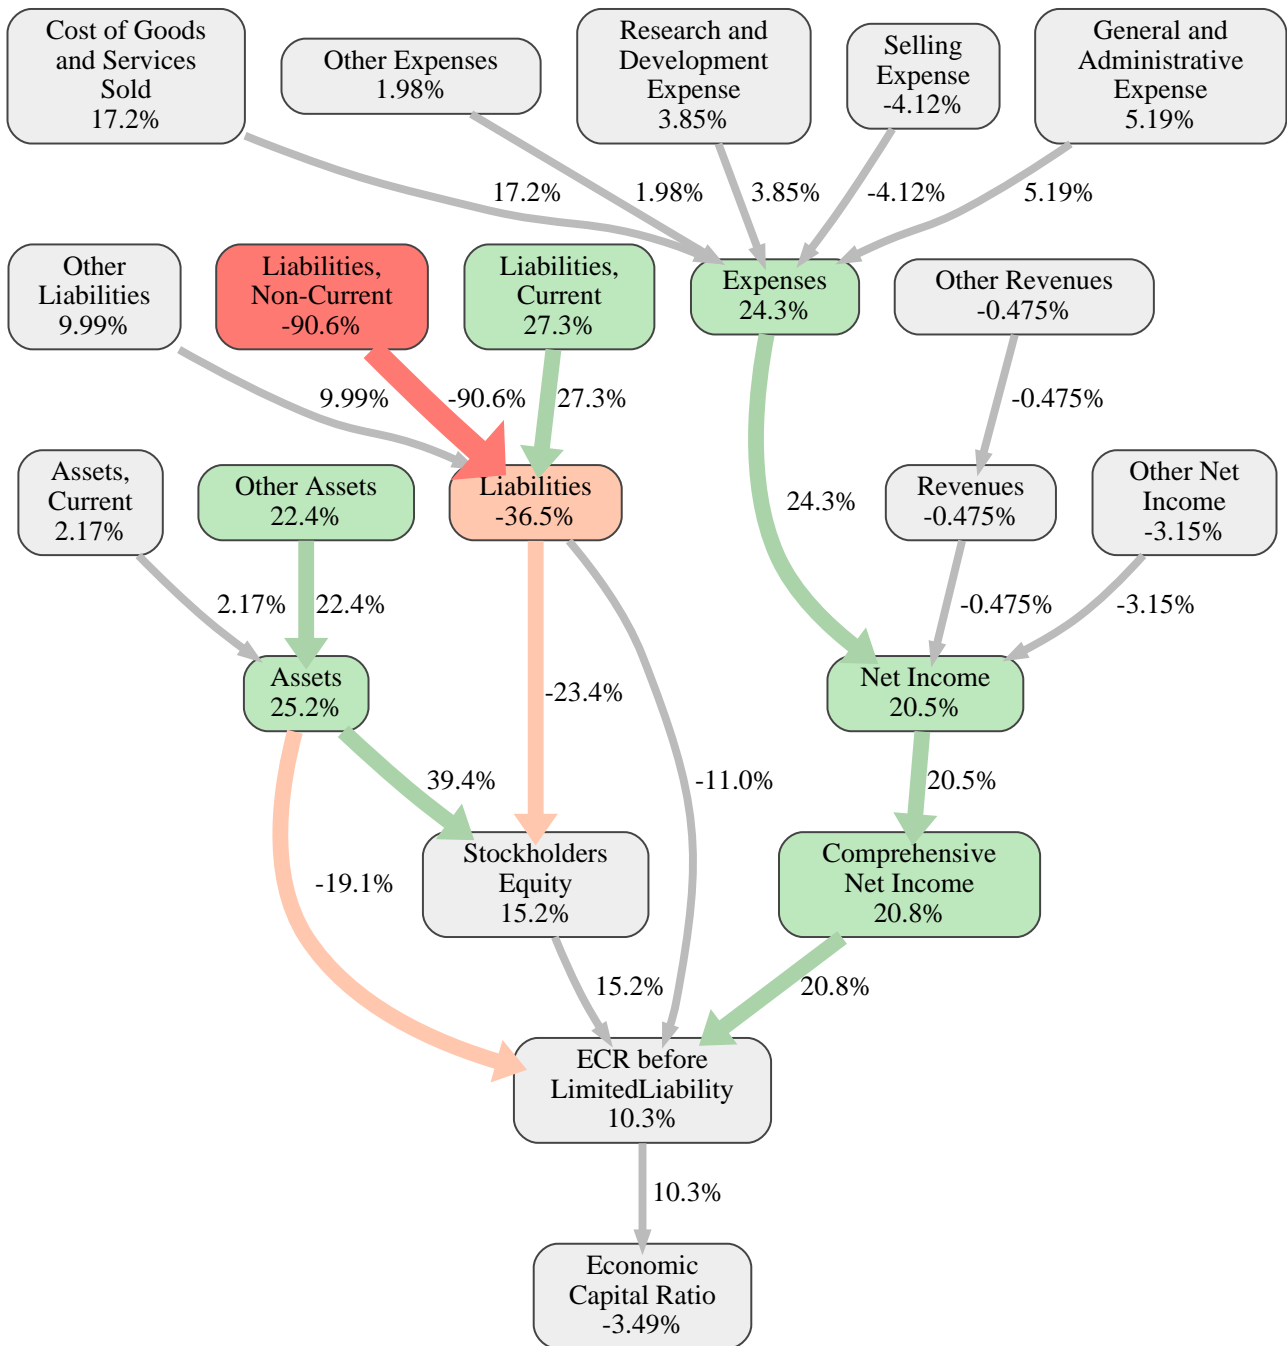 Cost of Goods
and Services
Sold
17.2%
Other Expenses
1.98%
Research and
Development
Expense
3.85%
Selling
Expense
-4.12%
General and
Administrative
Expense
5.19%
17.2%
1.98%
3.85%
-4.12%
5.19%
Other
Liabilities
9.99%
Liabilities,
Non-Current
-90.6%
Liabilities,
Current
27.3%
Expenses
24.3%
Other Revenues
-0.475%
9.99%
-90.6%
27.3%
-0.475%
Assets,
Current
2.17%
Other Assets
22.4%
Liabilities
-36.5%
24.3%
Revenues
-0.475%
Other Net
Income
-3.15%
2.17%
22.4%
-0.475%
-3.15%
Assets
25.2%
-23.4%
Net Income
20.5%
39.4%
-11.0%
20.5%
-19.1%
Stockholders
Equity
15.2%
Comprehensive
Net Income
20.8%
15.2%
20.8%
ECR before
LimitedLiability
10.3%
10.3%
Economic
Capital Ratio
-3.49%